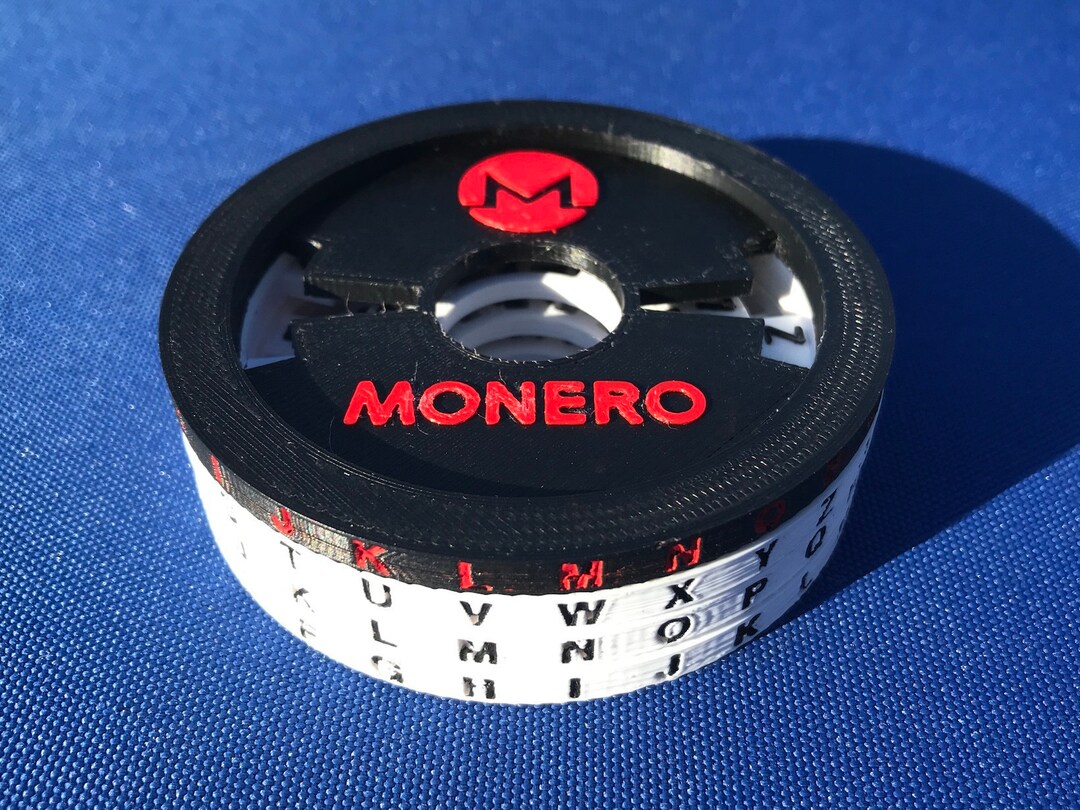 M
MONERO
Z
I J K L M N O
T U V W X Y Z
K L M N O P Q
F G H I J K L